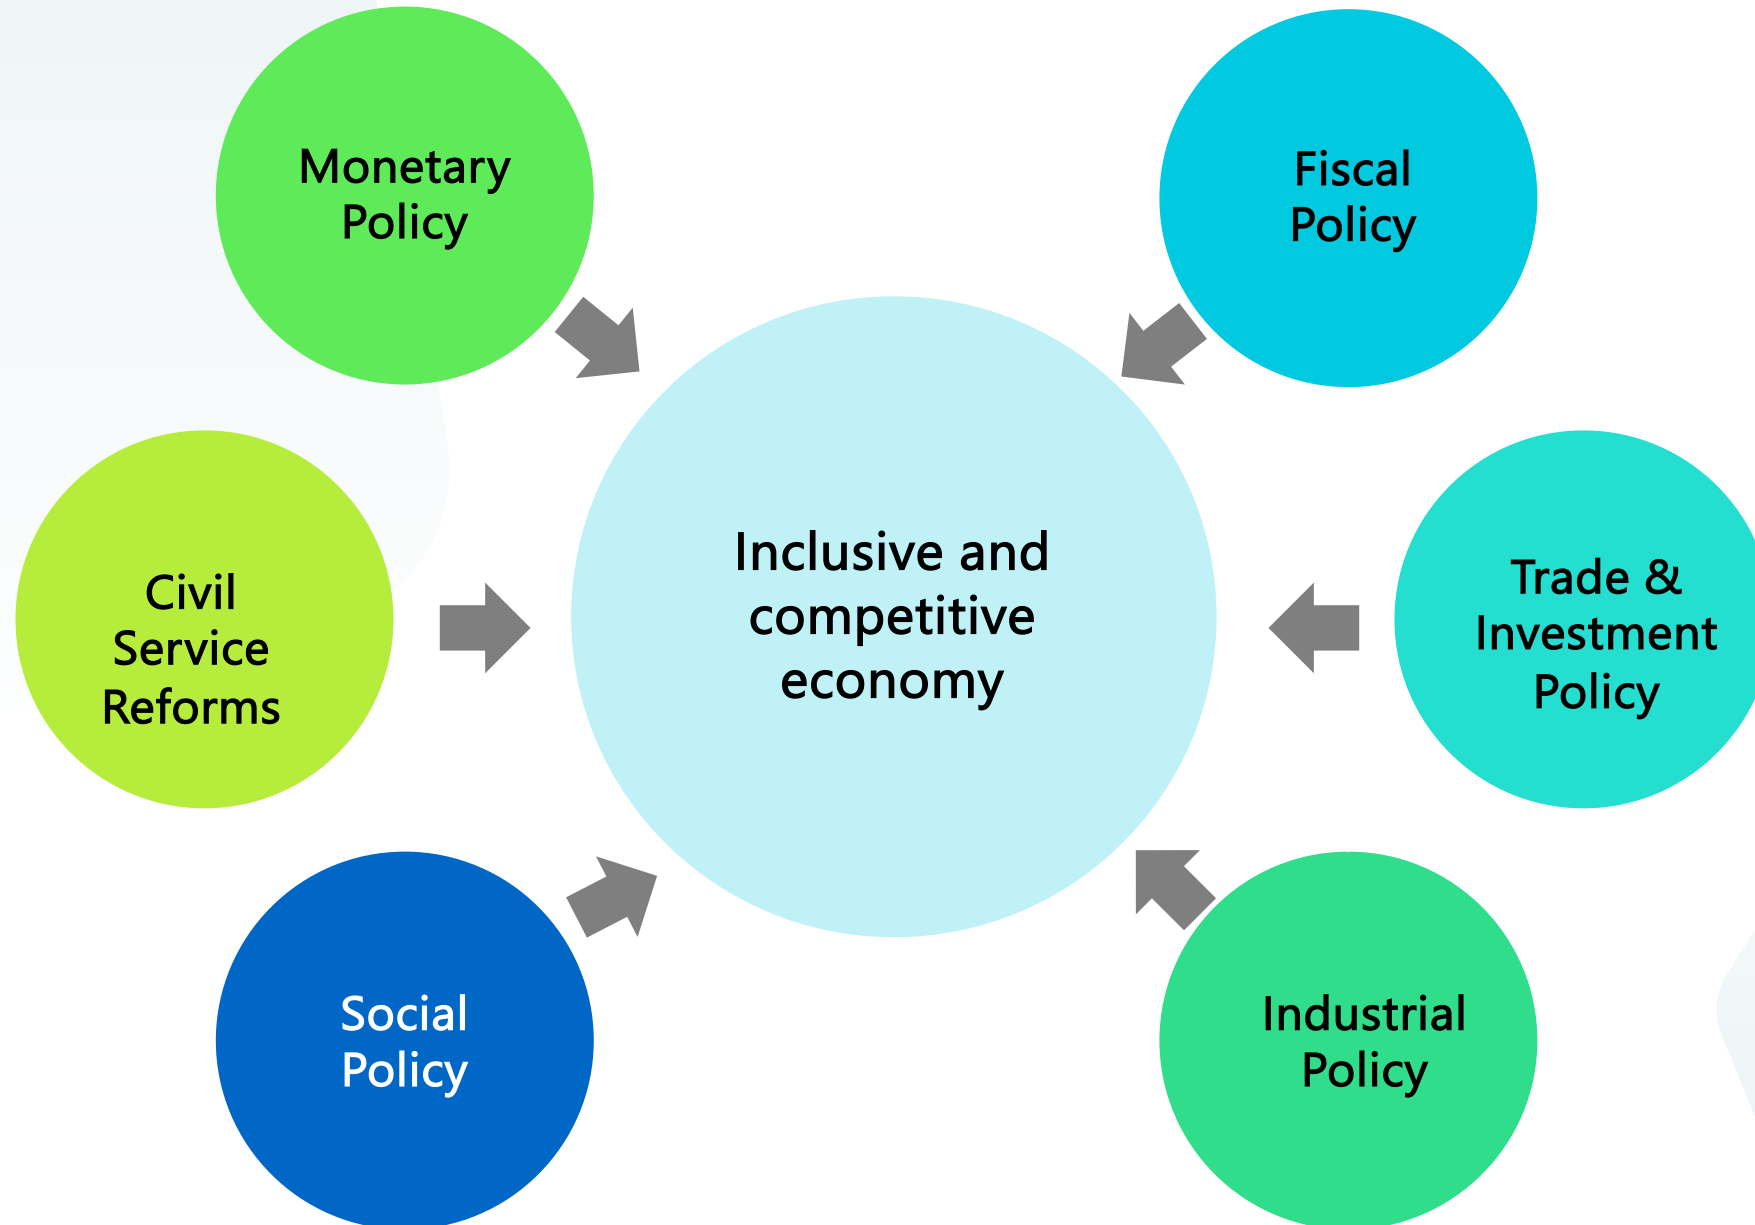 Monetary
Policy
Fiscal
Policy
Inclusive and
competitive
economy
Civil
Service
Reforms
Trade &
Investment
Policy
Social
Policy
Industrial
Policy